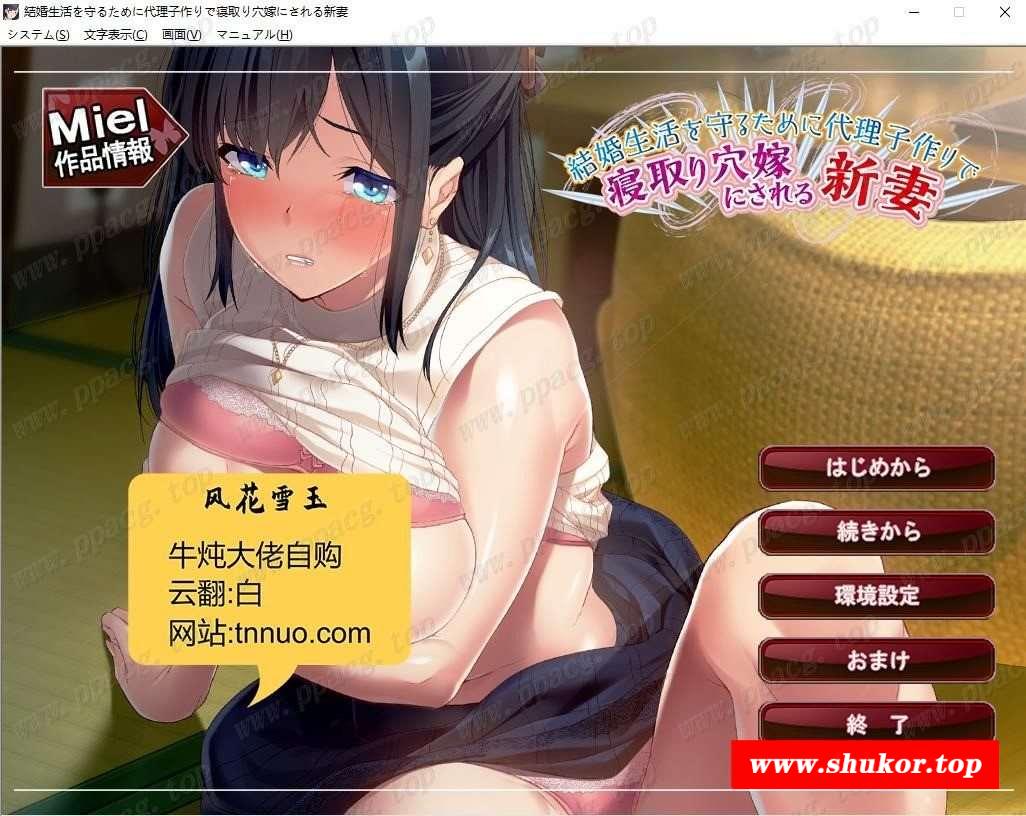 結婚生活を守るために代理子作りで寝取り穴嫁にされる新妻
システム(S) 文字表示(C) 画面(V) マニュアル(H)
Miel
作品情報
結婚生活を守るために代理子作りで
寝取り穴嫁
にされる
新妻
はじめから
続きから
環境設定
おまけ
終 了
风花雪玉
牛炖大佬自购
云翻:白
网站:tnnuo.com
www.shukor.top
www.ppacg.top